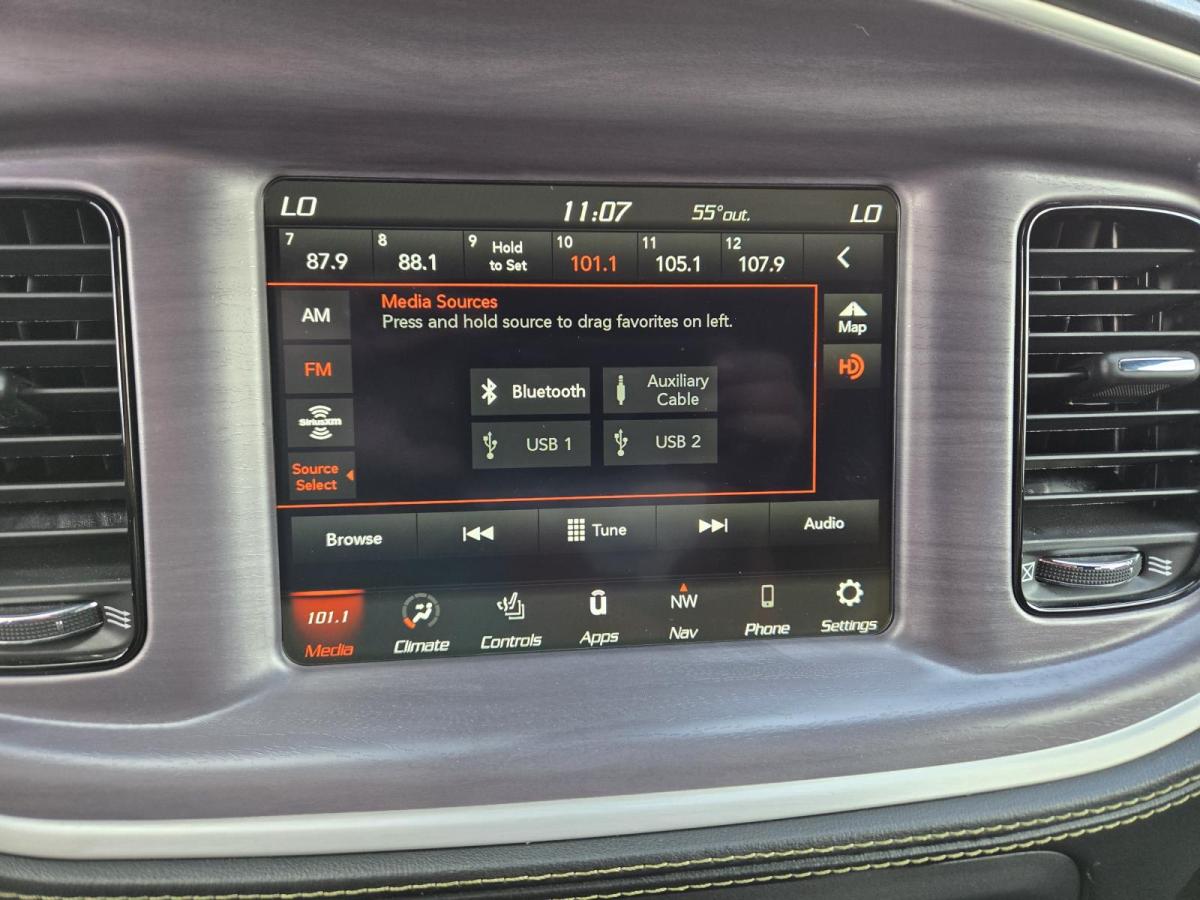 LO
11:07
55°out.
LO
7
87.9
8
88.1
9
Hold
to Set
10
101.1
11
105.1
12
107.9
AM
FM
SiriusXM
Source
Select
Media Sources
Press and hold source to drag favorites on left.
Bluetooth
Auxiliary
Cable
USB 1
USB 2
Map
HD
Browse
Tune
Audio
101.1
Media
Climate
Controls
Apps
NW
Nav
Phone
Settings